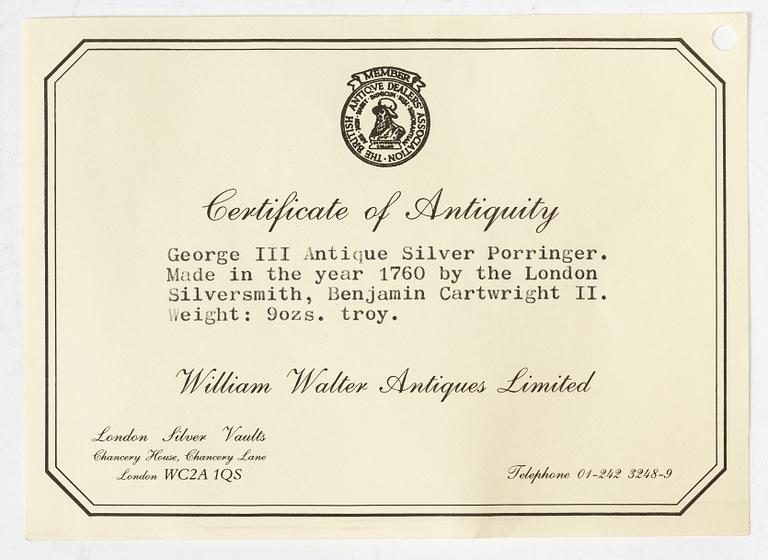 MEMBER
THE BRITISH ANTIQVE DEALERS' ASSOCIATION
Certificate of Antiquity
George III Antique Silver Porringer.
Made in the year 1760 by the London
Silversmith, Benjamin Cartwright II.
Weight: 9ozs. troy.
William Walter Antiques Limited
London Silver Vaults
Chancery House, Chancery Lane
London WC2A 1QS
Telephone 01-242 3248-9